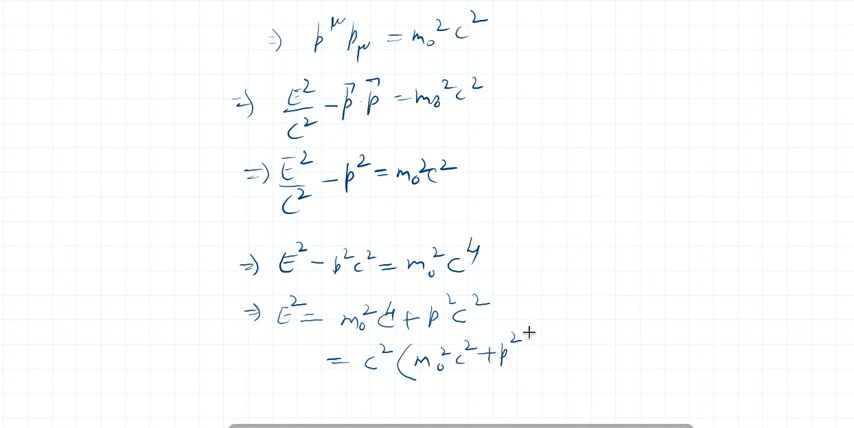 ⇒ p^μ p_μ = m₀²c²
⇒ E²/c² − p⃗·p⃗ = m₀²c²
⇒ E²/c² − p² = m₀²c²
⇒ E² − p²c² = m₀²c⁴
⇒ E² = m₀²c⁴ + p²c²
= c²(m₀²c² + p²